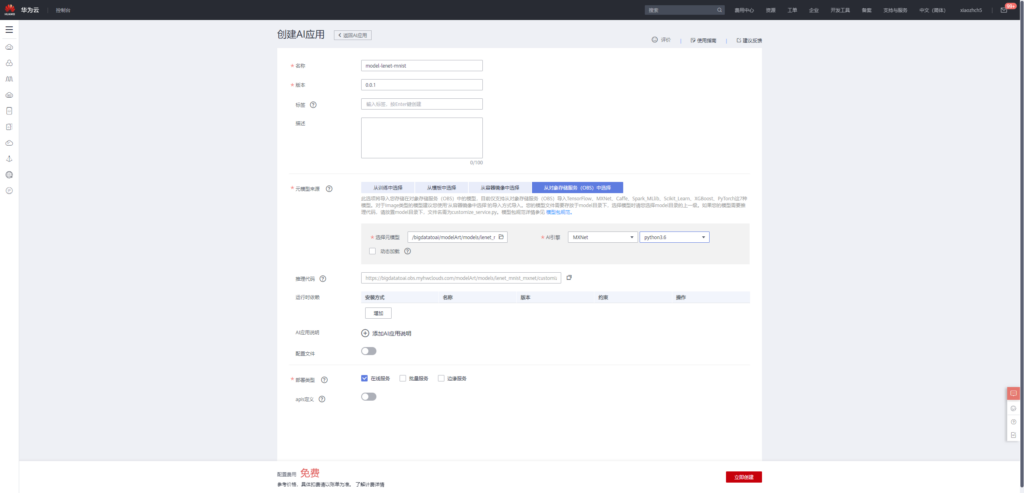 HUAWEI 华为云 控制台 搜索 费用中心 资源 工单 企业 开发工具 备案 支持与服务 中文（简体） xiaozhch5 99+
创建AI应用 返回AI应用
评价 使用指南 建议反馈
* 名称 model-lenet-mnist
* 版本 0.0.1
标签 输入标签，按Enter键创建
描述
0/100
* 元模型来源 从训练中选择 从模板中选择 从容器镜像中选择 从对象存储服务（OBS）中选择
* 选择元模型 /bigdatatoai/modelArt/models/lenet_t * AI引擎 MXNet python3.6
动态加载
推理代码 https://bigdatatoai.obs.myhwclouds.com/modelArt/models/lenet_mnist_mxnet/customiz
运行时依赖 安装方式 名称 版本 约束 操作
增加
AI应用说明 添加AI应用说明
配置文件
* 部署类型 在线服务 批量服务 边缘服务
apis定义
配置费用 免费
参考价格，具体扣费请以账单为准。 了解计费详情
立即创建